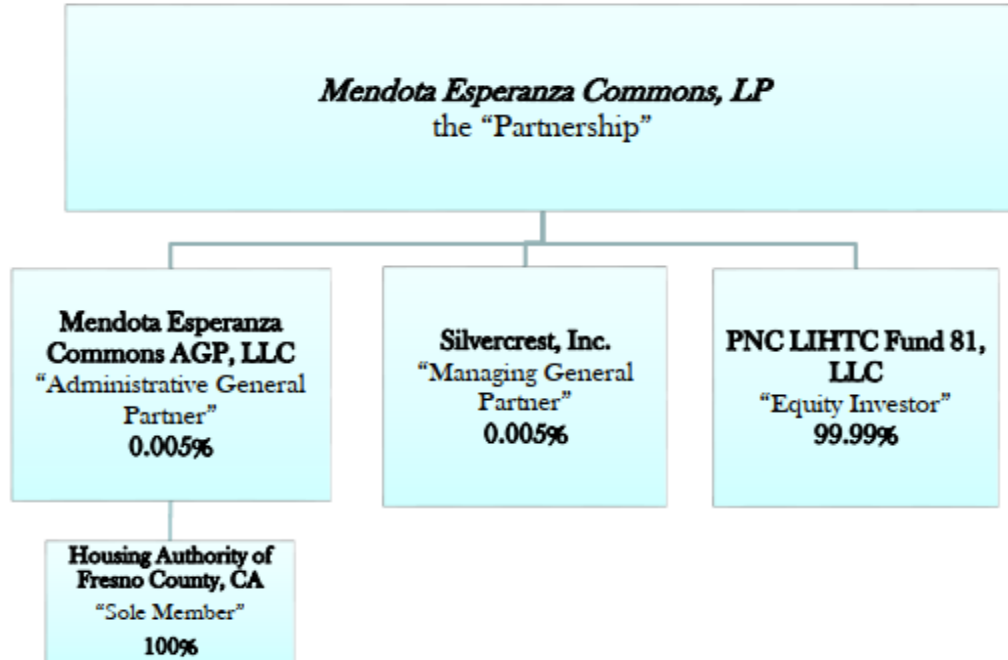 Mendota Esperanza Commons, LP
the “Partnership”
Mendota Esperanza
Commons AGP, LLC
“Administrative General
Partner”
0.005%
Silvercrest, Inc.
“Managing General
Partner”
0.005%
PNC LIHTC Fund 81,
LLC
“Equity Investor”
99.99%
Housing Authority of
Fresno County, CA
“Sole Member”
100%